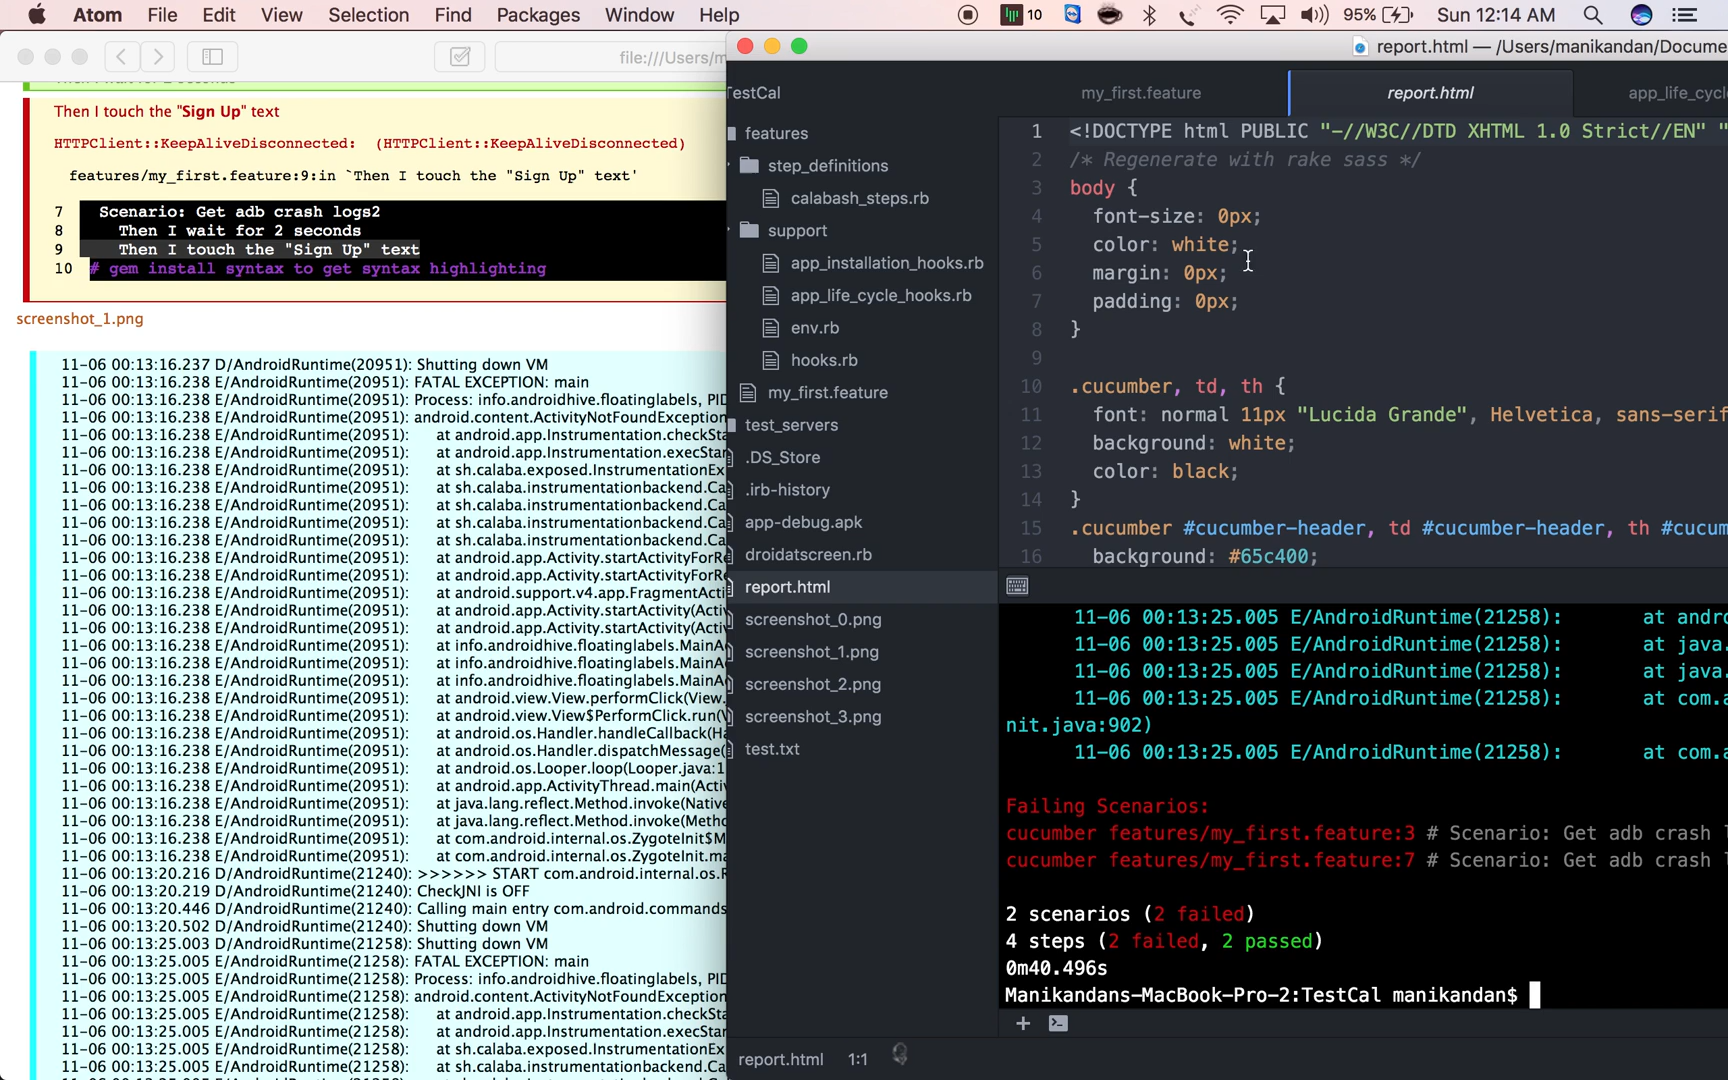 Atom File Edit View Selection Find Packages Window Help 10 95% Sun 12:14 AM
file:///Users/m
Then I touch the "Sign Up" text
HTTPClient::KeepAliveDisconnected: (HTTPClient::KeepAliveDisconnected)
features/my_first.feature:9:in `Then I touch the "Sign Up" text'
7 Scenario: Get adb crash logs2
8 Then I wait for 2 seconds
9 Then I touch the "Sign Up" text
10 # gem install syntax to get syntax highlighting
screenshot_1.png
11-06 00:13:16.237 D/AndroidRuntime(20951): Shutting down VM
11-06 00:13:16.238 E/AndroidRuntime(20951): FATAL EXCEPTION: main
11-06 00:13:16.238 E/AndroidRuntime(20951): Process: info.androidhive.floatinglabels, PID
11-06 00:13:16.238 E/AndroidRuntime(20951): android.content.ActivityNotFoundException
11-06 00:13:16.238 E/AndroidRuntime(20951): at android.app.Instrumentation.checkSta
11-06 00:13:16.238 E/AndroidRuntime(20951): at android.app.Instrumentation.execStar
11-06 00:13:16.238 E/AndroidRuntime(20951): at sh.calaba.exposed.InstrumentationEx
11-06 00:13:16.238 E/AndroidRuntime(20951): at sh.calaba.instrumentationbackend.Ca
11-06 00:13:16.238 E/AndroidRuntime(20951): at sh.calaba.instrumentationbackend.Ca
11-06 00:13:16.238 E/AndroidRuntime(20951): at sh.calaba.instrumentationbackend.Ca
11-06 00:13:16.238 E/AndroidRuntime(20951): at sh.calaba.instrumentationbackend.Ca
11-06 00:13:16.238 E/AndroidRuntime(20951): at android.app.Activity.startActivityForRe
11-06 00:13:16.238 E/AndroidRuntime(20951): at android.app.Activity.startActivityForRe
11-06 00:13:16.238 E/AndroidRuntime(20951): at android.support.v4.app.FragmentActi
11-06 00:13:16.238 E/AndroidRuntime(20951): at android.app.Activity.startActivity(Acti
11-06 00:13:16.238 E/AndroidRuntime(20951): at android.app.Activity.startActivity(Acti
11-06 00:13:16.238 E/AndroidRuntime(20951): at info.androidhive.floatinglabels.MainAc
11-06 00:13:16.238 E/AndroidRuntime(20951): at info.androidhive.floatinglabels.MainAc
11-06 00:13:16.238 E/AndroidRuntime(20951): at info.androidhive.floatinglabels.MainAc
11-06 00:13:16.238 E/AndroidRuntime(20951): at android.view.View.performClick(View.
11-06 00:13:16.238 E/AndroidRuntime(20951): at android.view.View$PerformClick.run(V
11-06 00:13:16.238 E/AndroidRuntime(20951): at android.os.Handler.handleCallback(Ha
11-06 00:13:16.238 E/AndroidRuntime(20951): at android.os.Handler.dispatchMessage(
11-06 00:13:16.238 E/AndroidRuntime(20951): at android.os.Looper.loop(Looper.java:1
11-06 00:13:16.238 E/AndroidRuntime(20951): at android.app.ActivityThread.main(Acti
11-06 00:13:16.238 E/AndroidRuntime(20951): at java.lang.reflect.Method.invoke(Native
11-06 00:13:16.238 E/AndroidRuntime(20951): at java.lang.reflect.Method.invoke(Metho
11-06 00:13:16.238 E/AndroidRuntime(20951): at com.android.internal.os.ZygoteInit$M
11-06 00:13:16.238 E/AndroidRuntime(20951): at com.android.internal.os.ZygoteInit.ma
11-06 00:13:20.216 D/AndroidRuntime(21240): >>>>>> START com.android.internal.os.R
11-06 00:13:20.219 D/AndroidRuntime(21240): CheckJNI is OFF
11-06 00:13:20.446 D/AndroidRuntime(21240): Calling main entry com.android.commands
11-06 00:13:20.502 D/AndroidRuntime(21240): Shutting down VM
11-06 00:13:25.003 D/AndroidRuntime(21258): Shutting down VM
11-06 00:13:25.005 E/AndroidRuntime(21258): FATAL EXCEPTION: main
11-06 00:13:25.005 E/AndroidRuntime(21258): Process: info.androidhive.floatinglabels, PID
11-06 00:13:25.005 E/AndroidRuntime(21258): android.content.ActivityNotFoundException
11-06 00:13:25.005 E/AndroidRuntime(21258): at android.app.Instrumentation.checkSta
11-06 00:13:25.005 E/AndroidRuntime(21258): at android.app.Instrumentation.execStar
11-06 00:13:25.005 E/AndroidRuntime(21258): at sh.calaba.exposed.InstrumentationEx
11-06 00:13:25.005 E/AndroidRuntime(21258): at sh.calaba.instrumentationbackend.Ca
report.html — /Users/manikandan/Docume
TestCal
features
step_definitions
calabash_steps.rb
support
app_installation_hooks.rb
app_life_cycle_hooks.rb
env.rb
hooks.rb
my_first.feature
test_servers
.DS_Store
.irb-history
app-debug.apk
droidatscreen.rb
report.html
screenshot_0.png
screenshot_1.png
screenshot_2.png
screenshot_3.png
test.txt
my_first.feature report.html app_life_cycl
1 <!DOCTYPE html PUBLIC "-//W3C//DTD XHTML 1.0 Strict//EN" "
2 /* Regenerate with rake sass */
3 body {
4 font-size: 0px;
5 color: white;
6 margin: 0px;
7 padding: 0px;
8 }
9
10 .cucumber, td, th {
11 font: normal 11px "Lucida Grande", Helvetica, sans-serif
12 background: white;
13 color: black;
14 }
15 .cucumber #cucumber-header, td #cucumber-header, th #cucum
16 background: #65c400;
11-06 00:13:25.005 E/AndroidRuntime(21258): at andro
11-06 00:13:25.005 E/AndroidRuntime(21258): at java.
11-06 00:13:25.005 E/AndroidRuntime(21258): at java.
11-06 00:13:25.005 E/AndroidRuntime(21258): at com.a
nit.java:902)
11-06 00:13:25.005 E/AndroidRuntime(21258): at com.a
Failing Scenarios:
cucumber features/my_first.feature:3 # Scenario: Get adb crash l
cucumber features/my_first.feature:7 # Scenario: Get adb crash l
2 scenarios (2 failed)
4 steps (2 failed, 2 passed)
0m40.496s
Manikandans-MacBook-Pro-2:TestCal manikandan$
report.html 1:1